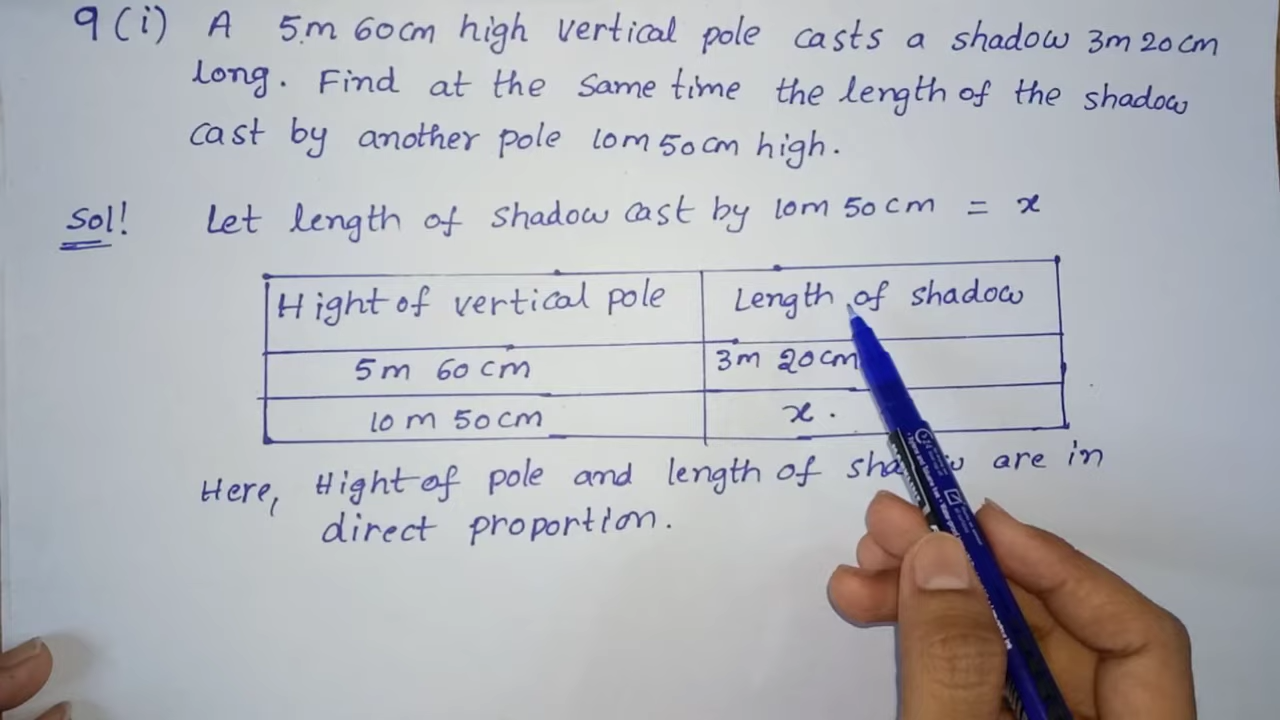 9 (i) A 5m 60cm high vertical pole casts a shadow 3m 20cm
long. Find at the same time the length of the shadow
cast by another pole 10m 50cm high.
Sol! Let length of shadow cast by 10m 50cm = x
Hight of vertical pole Length of shadow
5m 60cm 3m 20cm
10m 50cm x.
Here, Hight of pole and length of are in
direct proportion.